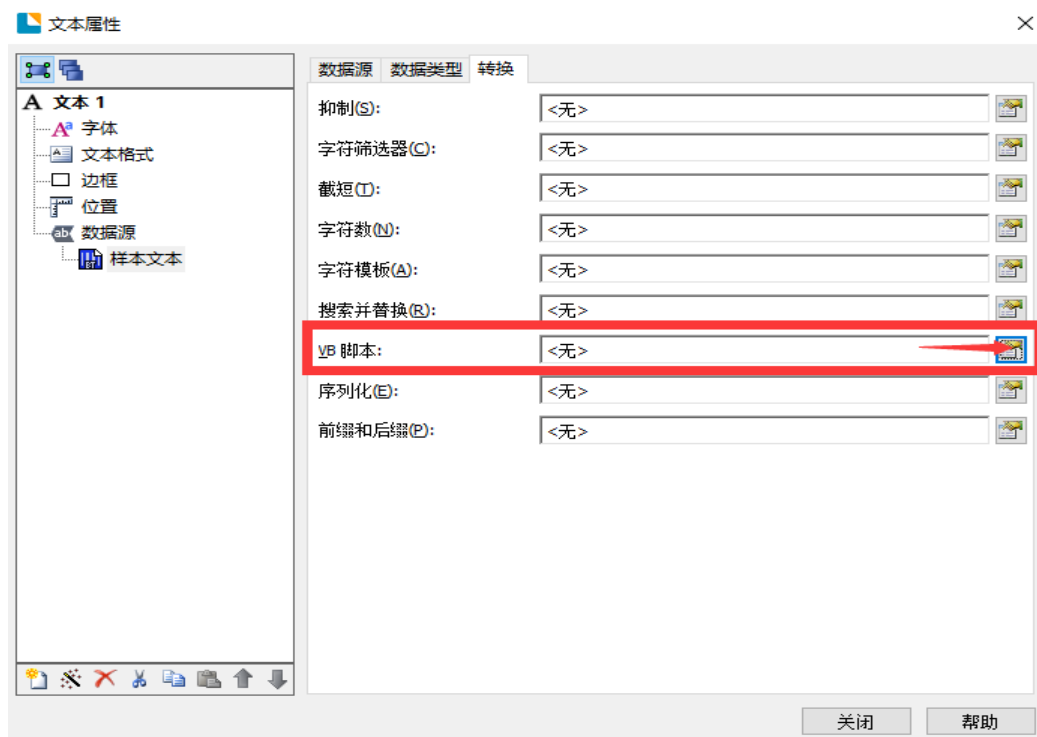 文本属性
数据源 数据类型 转换
A 文本 1
字体
文本格式
边框
位置
数据源
样本文本
抑制(S): <无>
字符筛选器(C): <无>
截短(T): <无>
字符数(N): <无>
字符模板(A): <无>
搜索并替换(R): <无>
VB 脚本: <无>
序列化(E): <无>
前缀和后缀(P): <无>
关闭 帮助